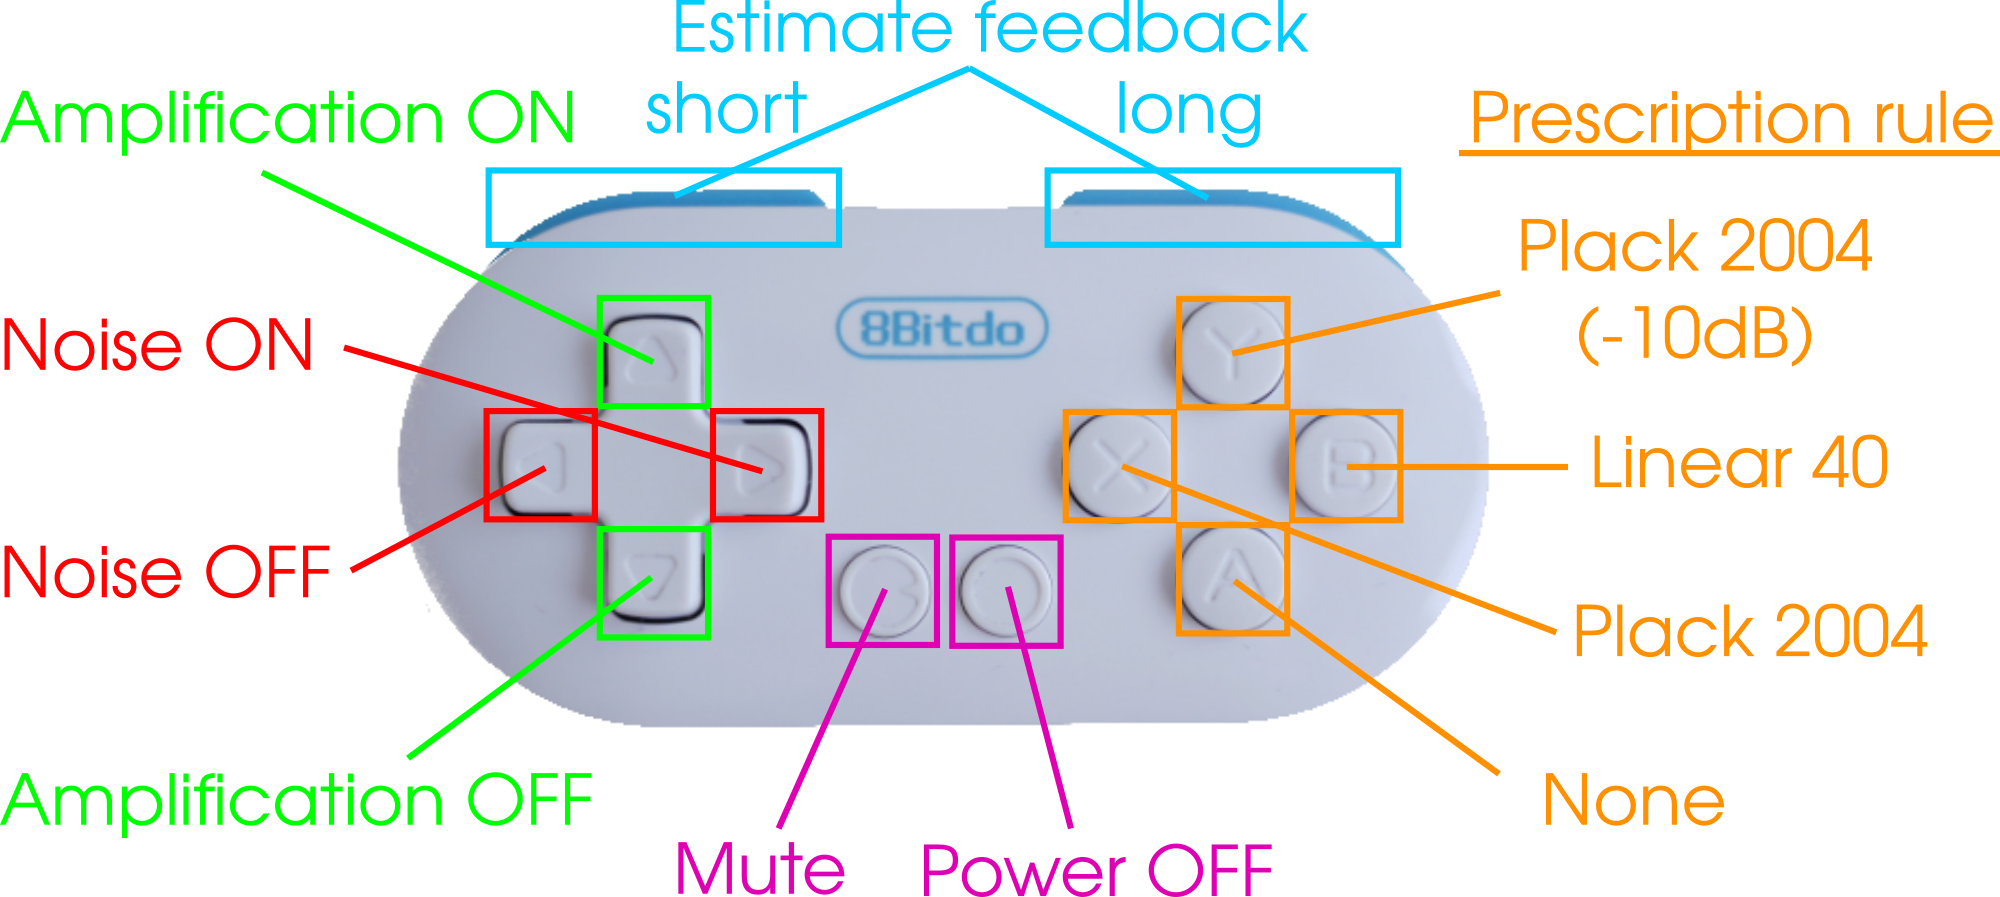 Estimate feedback
short
long
Amplification ON
Prescription rule
Plack 2004
(-10dB)
Noise ON
8Bitdo
Y
Linear 40
X
B
Noise OFF
A
Plack 2004
Amplification OFF
None
Mute
Power OFF